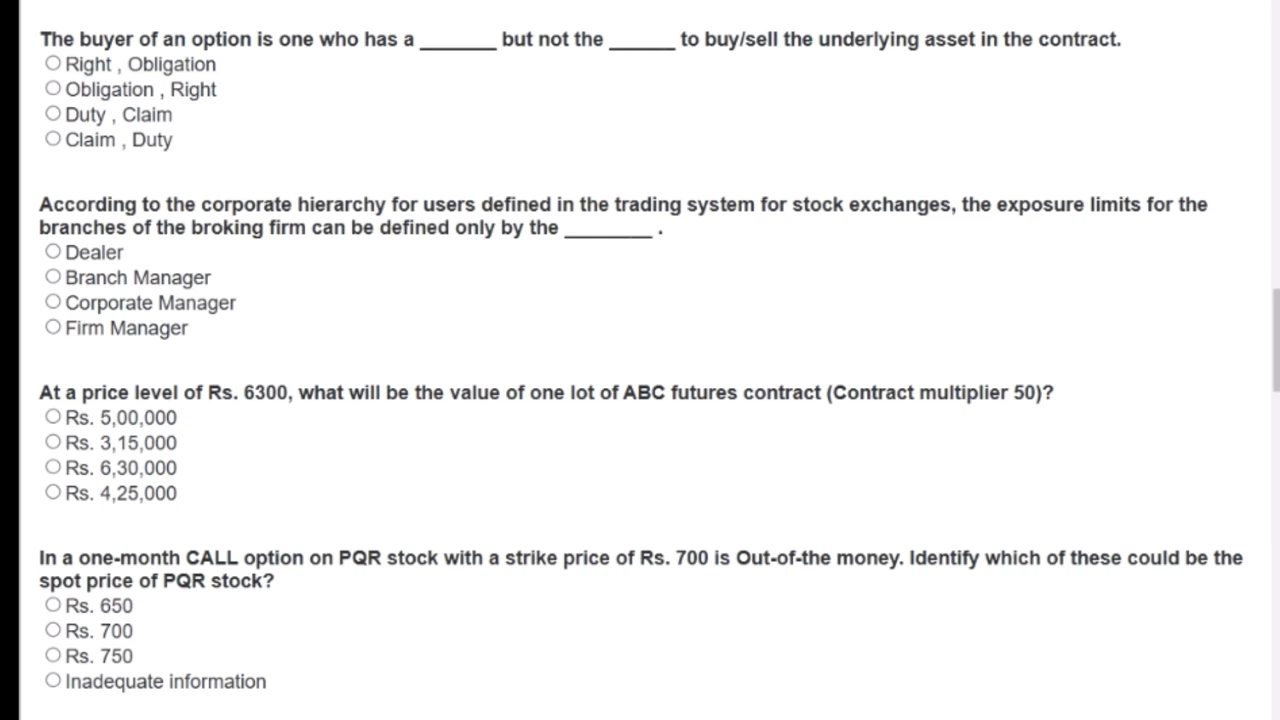 The buyer of an option is one who has a _______ but not the ______ to buy/sell the underlying asset in the contract.
Right , Obligation
Obligation , Right
Duty , Claim
Claim , Duty
According to the corporate hierarchy for users defined in the trading system for stock exchanges, the exposure limits for the
branches of the broking firm can be defined only by the ________ .
Dealer
Branch Manager
Corporate Manager
Firm Manager
At a price level of Rs. 6300, what will be the value of one lot of ABC futures contract (Contract multiplier 50)?
Rs. 5,00,000
Rs. 3,15,000
Rs. 6,30,000
Rs. 4,25,000
In a one-month CALL option on PQR stock with a strike price of Rs. 700 is Out-of-the money. Identify which of these could be the
spot price of PQR stock?
Rs. 650
Rs. 700
Rs. 750
Inadequate information